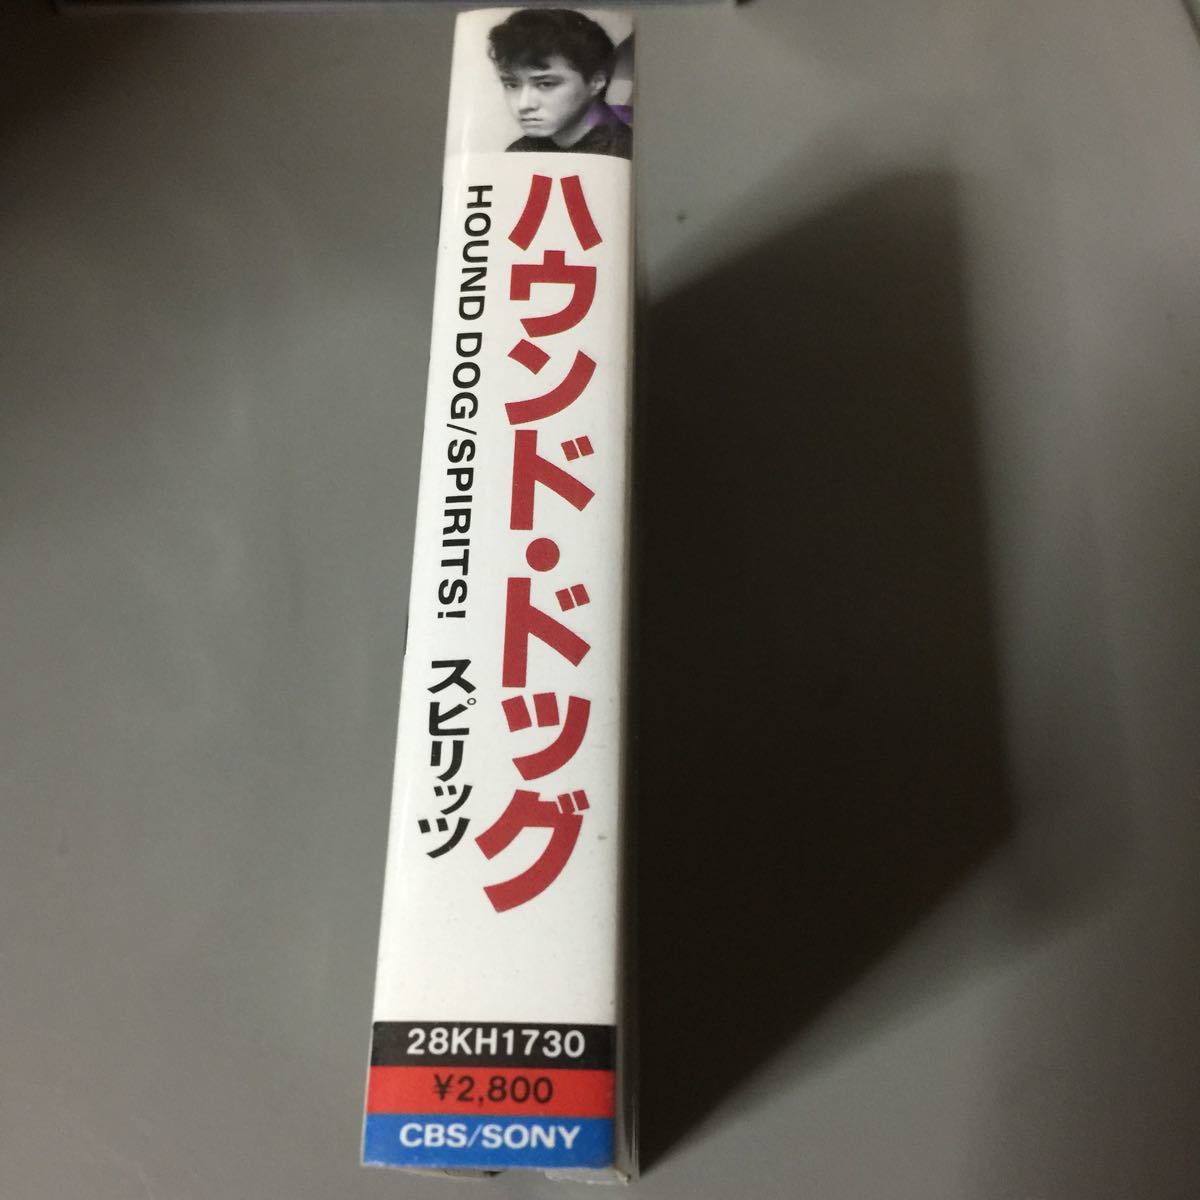 ハウンド・ドッグ
HOUND DOG/SPIRITS! スピリッツ
28KH1730
¥2,800
CBS/SONY